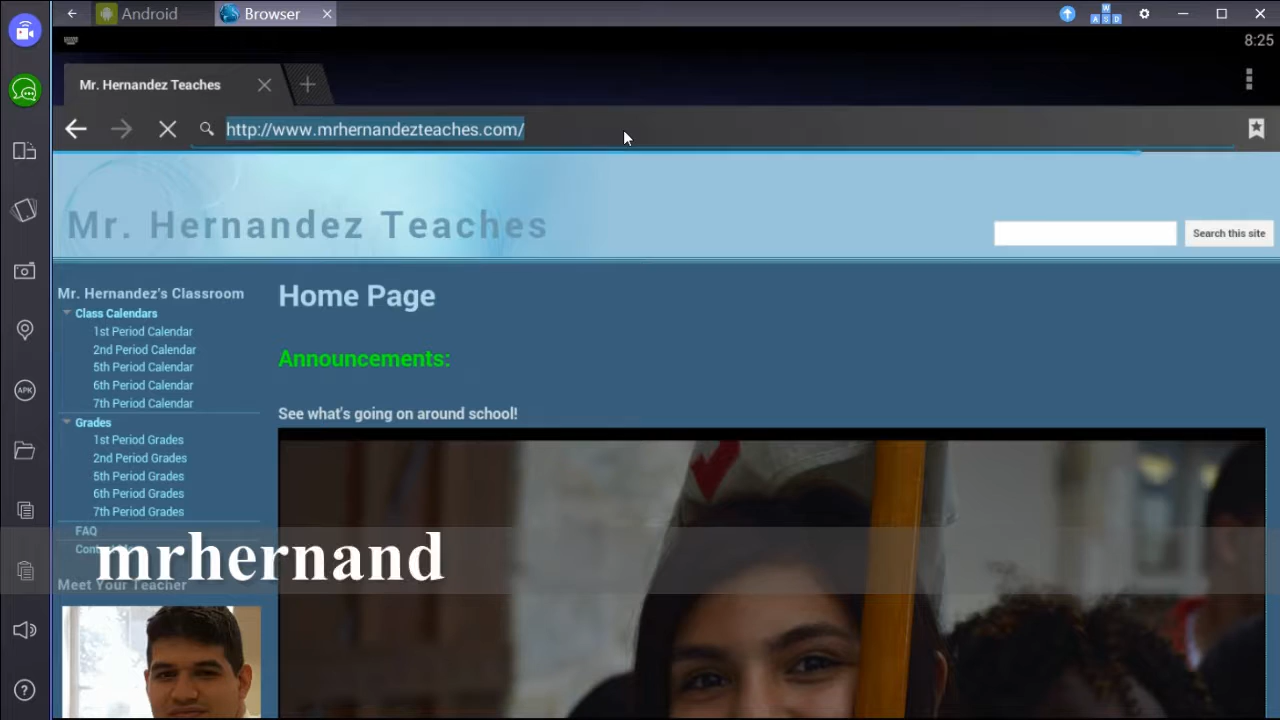 Android
Browser
8:25
Mr. Hernandez Teaches
http://www.mrhernandezteaches.com/
Mr. Hernandez Teaches
Search this site
Mr. Hernandez's Classroom
Class Calendars
1st Period Calendar
2nd Period Calendar
5th Period Calendar
6th Period Calendar
7th Period Calendar
Grades
1st Period Grades
2nd Period Grades
5th Period Grades
6th Period Grades
7th Period Grades
FAQ
Meet Your Teacher
Home Page
Announcements:
See what's going on around school!
mrhernand
W
A S D
APK